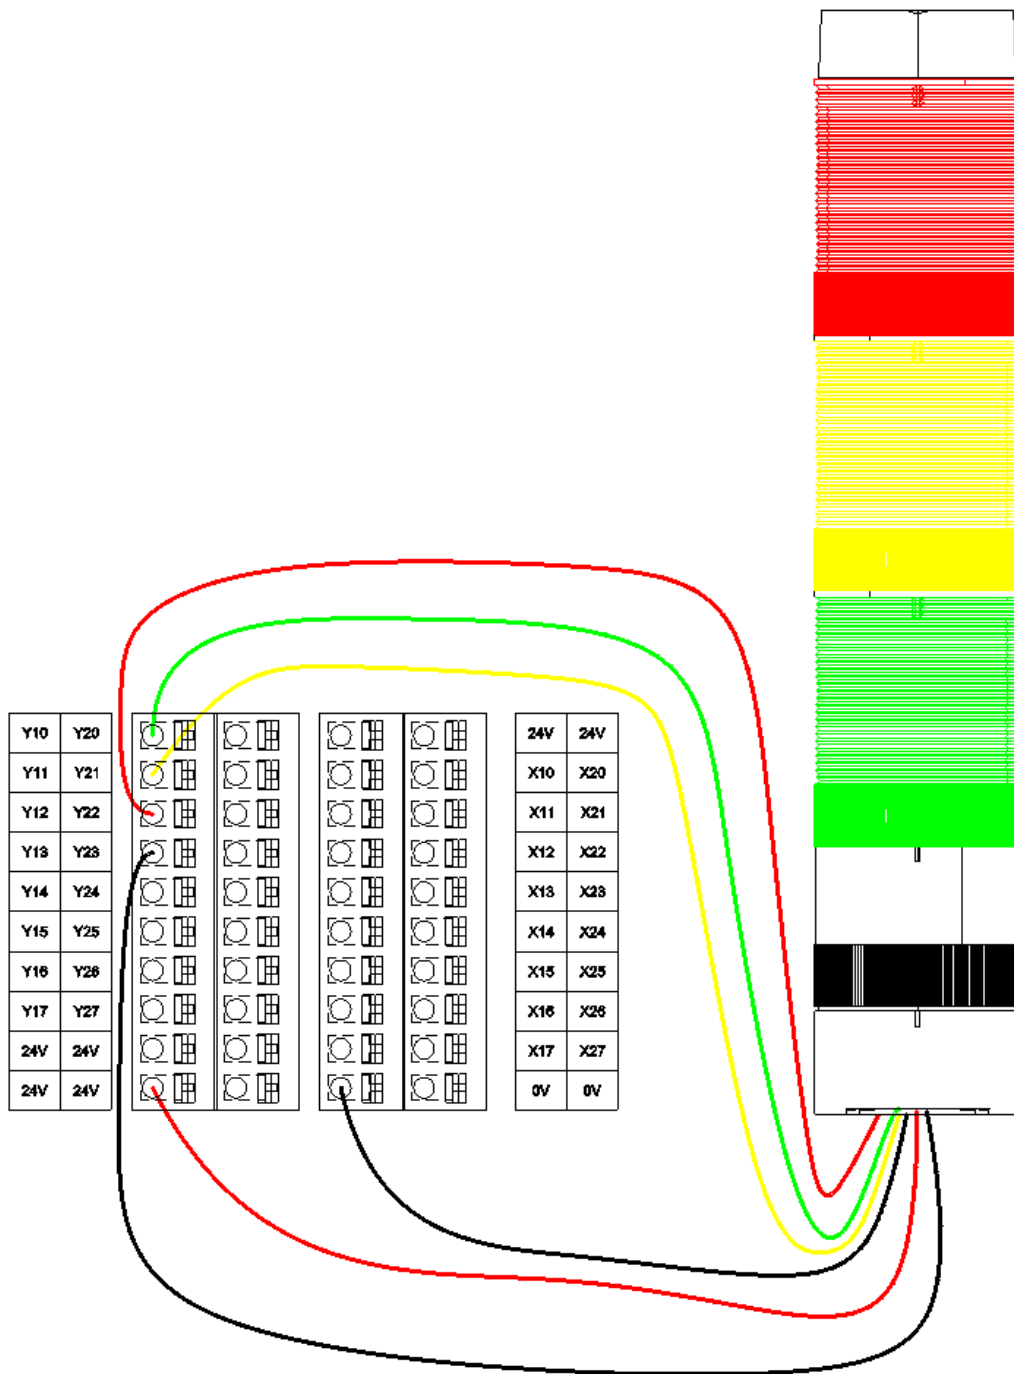 Y10 Y20 24V 24V
Y11 Y21 X10 X20
Y12 Y22 X11 X21
Y13 Y23 X12 X22
Y14 Y24 X13 X23
Y15 Y25 X14 X24
Y16 Y26 X15 X25
Y17 Y27 X16 X26
24V 24V X17 X27
24V 24V 0V 0V